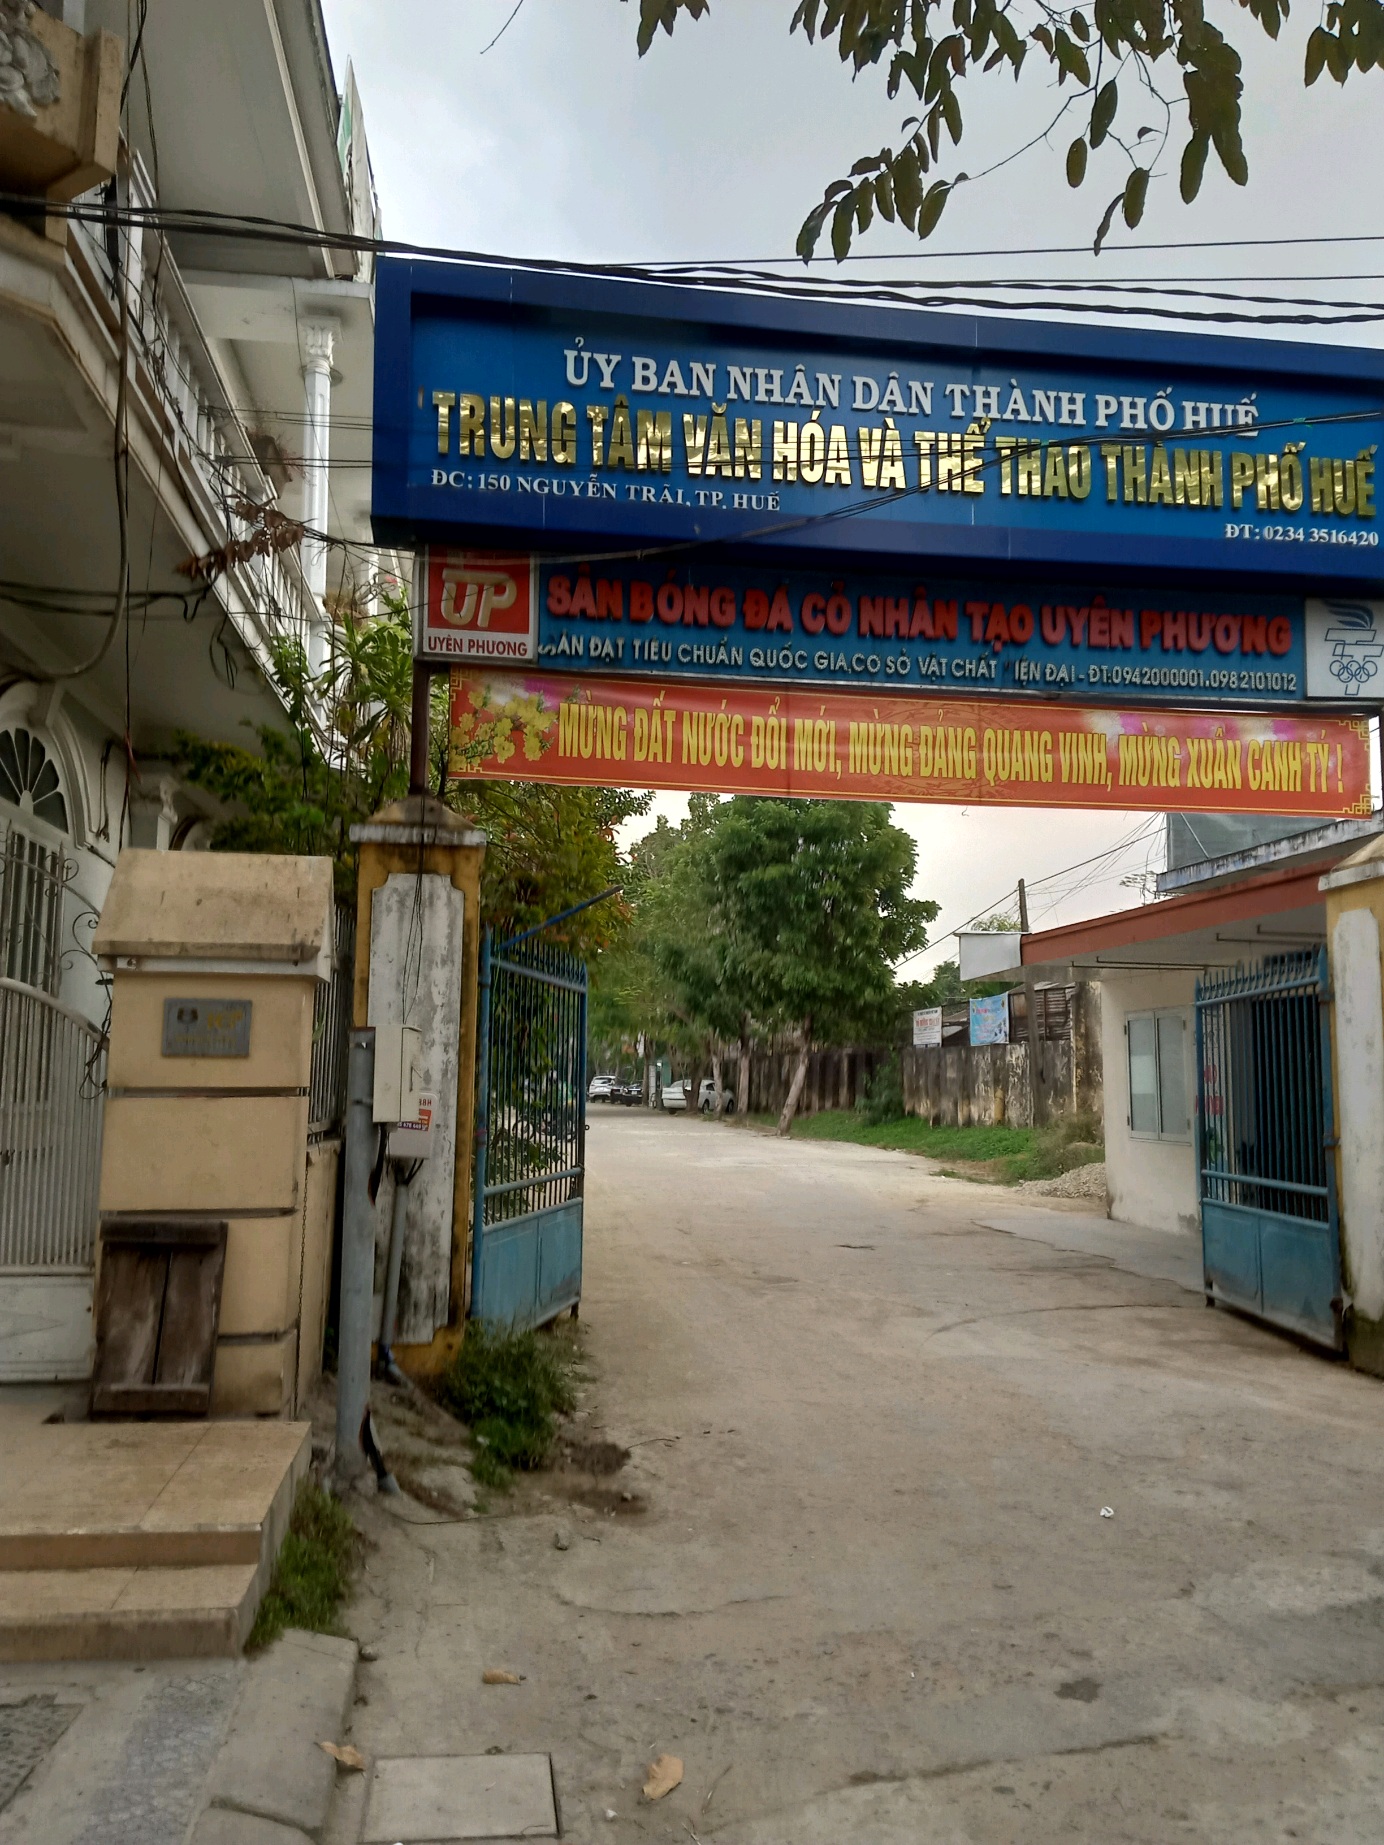 ỦY BAN NHÂN DÂN THÀNH PHỐ HUẾ
TRUNG TÂM VĂN HÓA VÀ THỂ THAO THÀNH PHỐ HUẾ
ĐC: 150 NGUYỄN TRÃI, TP. HUẾ
ĐT: 0234 3516420
UP
UYÊN PHƯƠNG
SÂN BÓNG ĐÁ CỎ NHÂN TẠO UYÊN PHƯƠNG
ÂN ĐẠT TIÊU CHUẨN QUỐC GIA,CƠ SỞ VẬT CHẤT IỆN ĐẠI - ĐT:0942000001.0982101012
MỪNG ĐẤT NƯỚC ĐỔI MỚI, MỪNG ĐẢNG QUANG VINH, MỪNG XUÂN CANH TÝ !